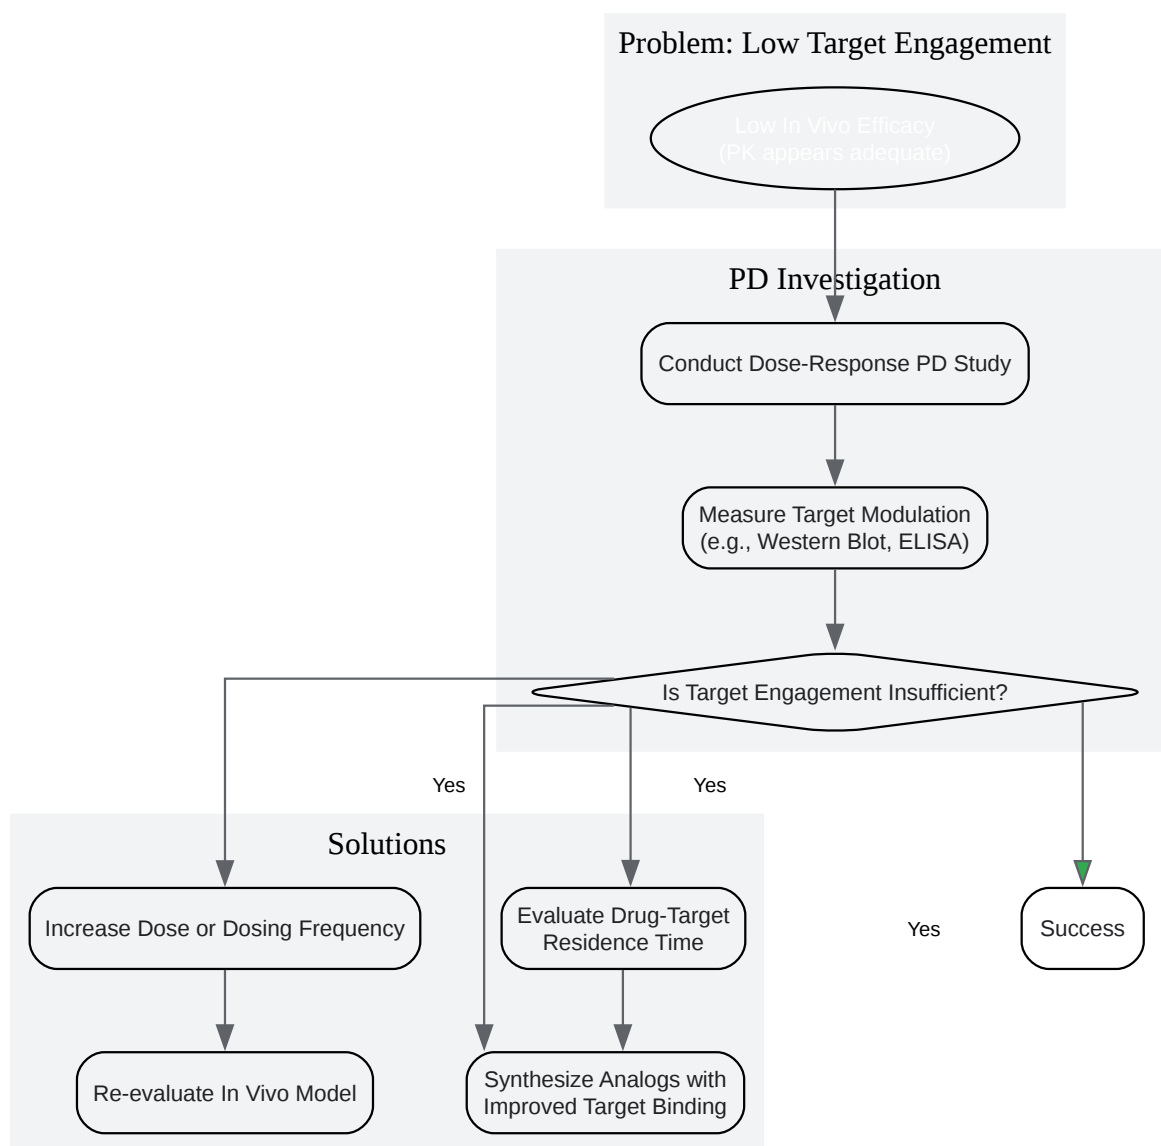 Problem: Low Target Engagement
Low In Vivo Efficacy
(PK appears adequate)
PD Investigation
Conduct Dose-Response PD Study
Measure Target Modulation
(e.g., Western Blot, ELISA)
Is Target Engagement Insufficient?
Yes
Yes
Solutions
Increase Dose or Dosing Frequency
Evaluate Drug-Target
Residence Time
Yes
Success
Re-evaluate In Vivo Model
Synthesize Analogs with
Improved Target Binding